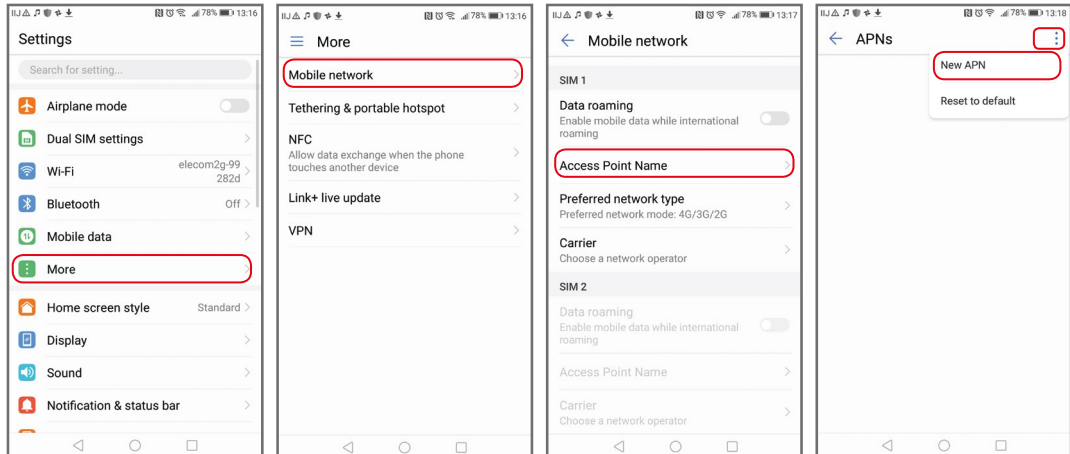 IIJ 78% 13:16
Settings
Search for setting...
Airplane mode
Dual SIM settings
Wi-Fi
elecom2g-99
282d
Bluetooth Off
Mobile data
More
Home screen style Standard
Display
Sound
Notification & status bar
IIJ 78% 13:16
More
Mobile network
Tethering & portable hotspot
NFC
Allow data exchange when the phone
touches another device
Link+ live update
VPN
IIJ 78% 13:17
Mobile network
SIM 1
Data roaming
Enable mobile data while international
roaming
Access Point Name
Preferred network type
Preferred network mode: 4G/3G/2G
Carrier
Choose a network operator
SIM 2
Data roaming
Enable mobile data while international
roaming
Access Point Name
Carrier
Choose a network operator
IIJ 78% 13:18
APNs
New APN
Reset to default